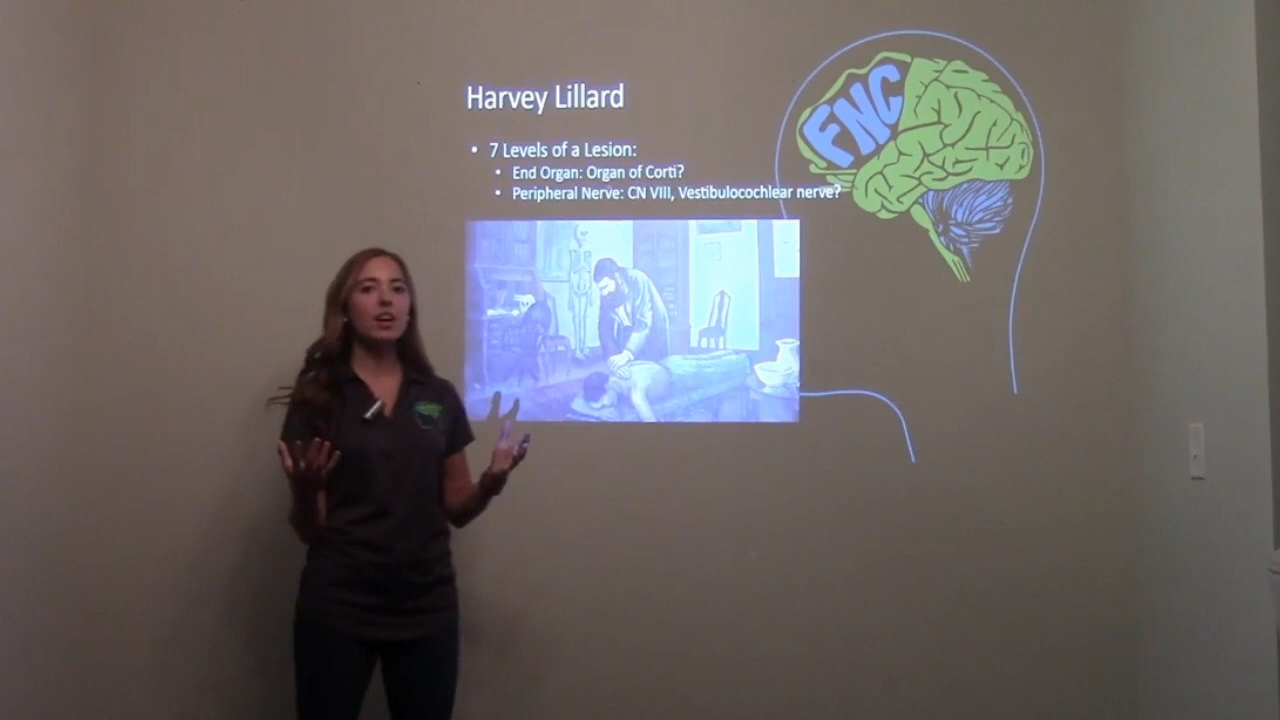 Harvey Lillard
• 7 Levels of a Lesion:
• End Organ: Organ of Corti?
• Peripheral Nerve: CN VIII, Vestibulocochlear nerve?
FNC